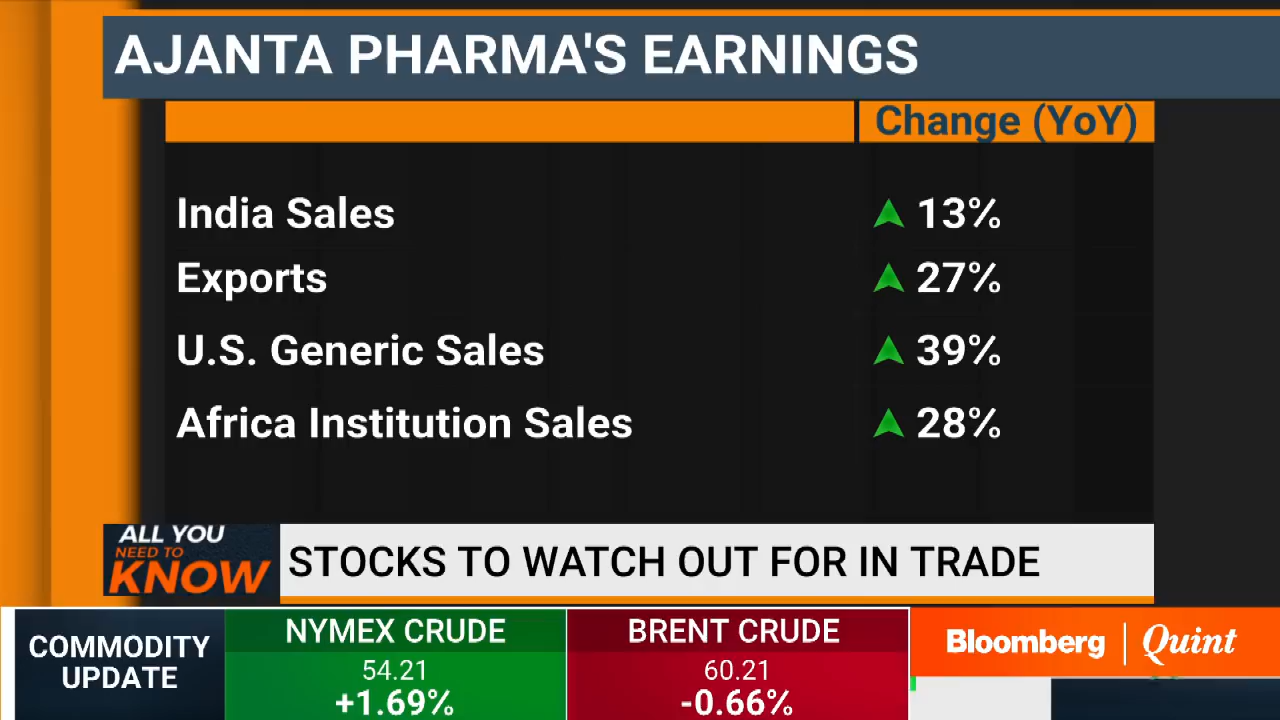 AJANTA PHARMA'S EARNINGS
Change (YoY)
India Sales 13%
Exports 27%
U.S. Generic Sales 39%
Africa Institution Sales 28%
ALL YOU
NEED TO
KNOW
STOCKS TO WATCH OUT FOR IN TRADE
COMMODITY
UPDATE
NYMEX CRUDE
54.21
+1.69%
BRENT CRUDE
60.21
-0.66%
Bloomberg | Quint